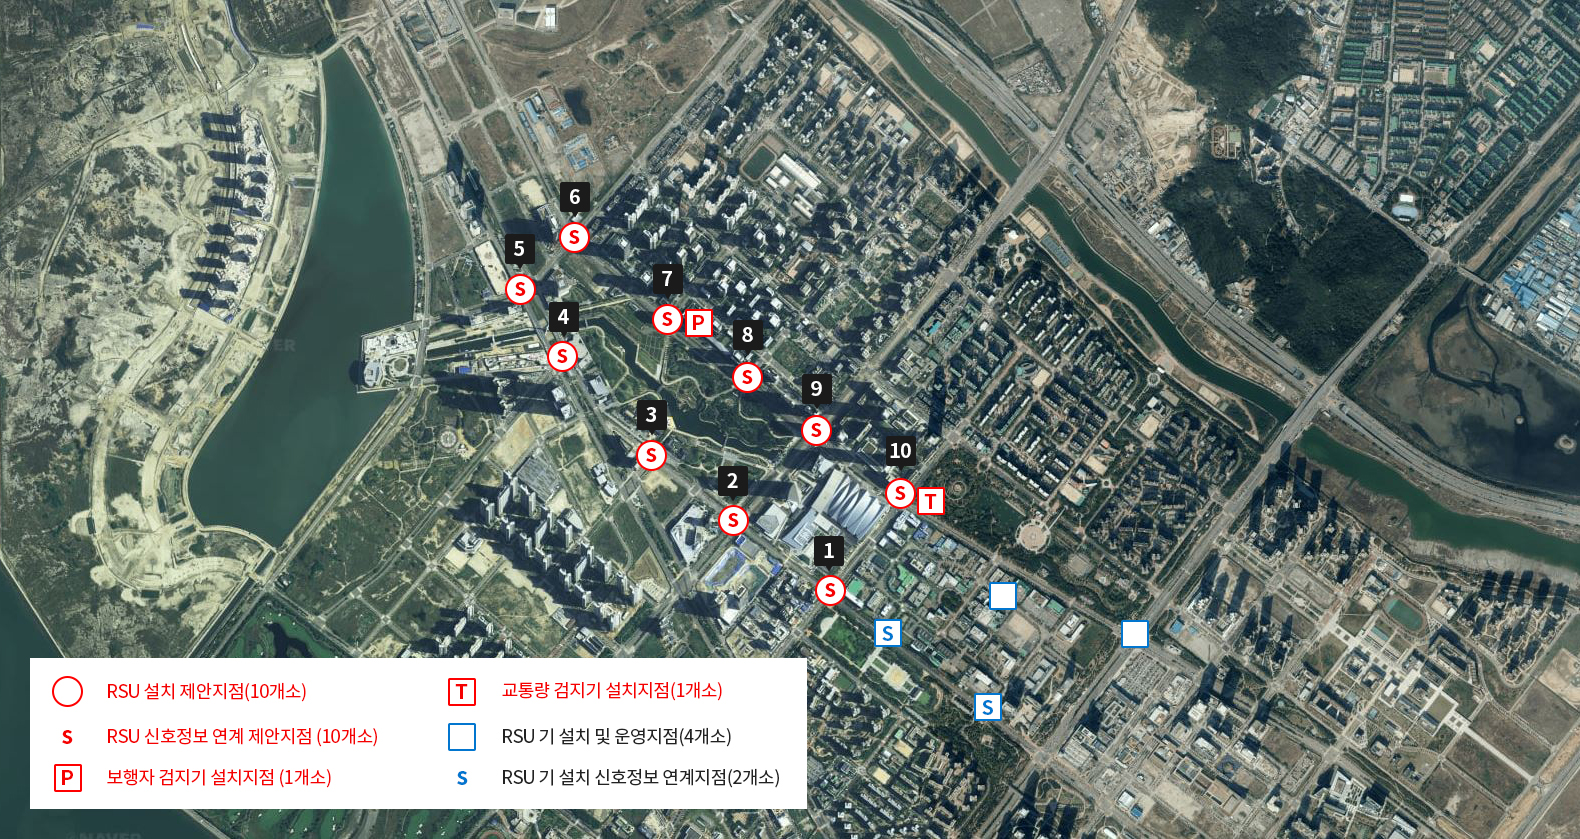 6
S
5
S
7
S P
4
S
8
S
9
S
3
S
10
S T
2
S
1
S
S
S
RSU 설치 제안지점(10개소)
T 교통량 검지기 설치지점(1개소)
S RSU 신호정보 연계 제안지점 (10개소)
RSU 기 설치 및 운영지점(4개소)
P 보행자 검지기 설치지점 (1개소)
S RSU 기 설치 신호정보 연계지점(2개소)
NAVER